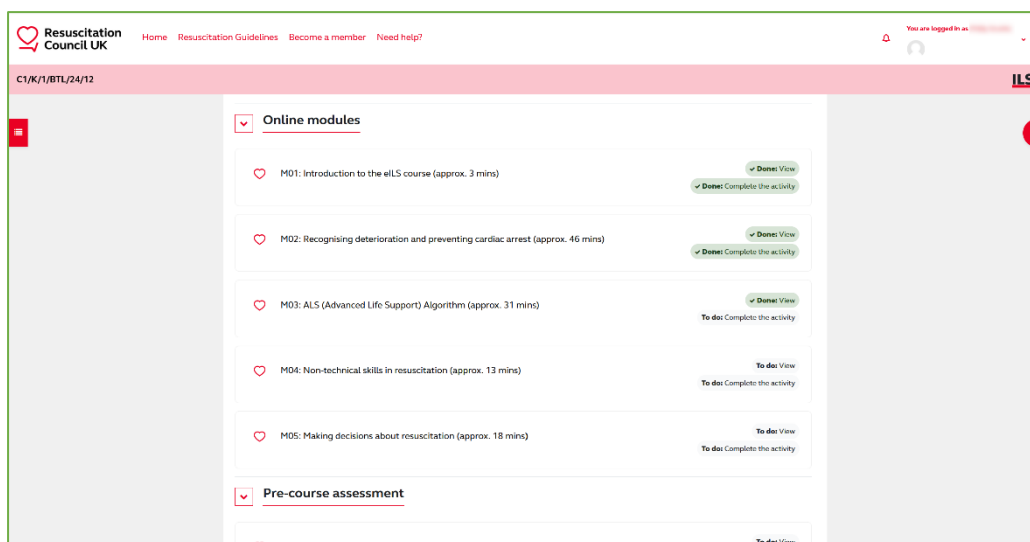 Resuscitation
Council UK
Home Resuscitation Guidelines Become a member Need help?
You are logged in as
C1/K/1/BTL/24/12
ILS
Online modules
M01: Introduction to the eILS course (approx. 3 mins)
Done: View
Done: Complete the activity
M02: Recognising deterioration and preventing cardiac arrest (approx. 46 mins)
Done: View
Done: Complete the activity
M03: ALS (Advanced Life Support) Algorithm (approx. 31 mins)
Done: View
To do: Complete the activity
M04: Non-technical skills in resuscitation (approx. 13 mins)
To do: View
To do: Complete the activity
M05: Making decisions about resuscitation (approx. 18 mins)
To do: View
To do: Complete the activity
Pre-course assessment
To do: View